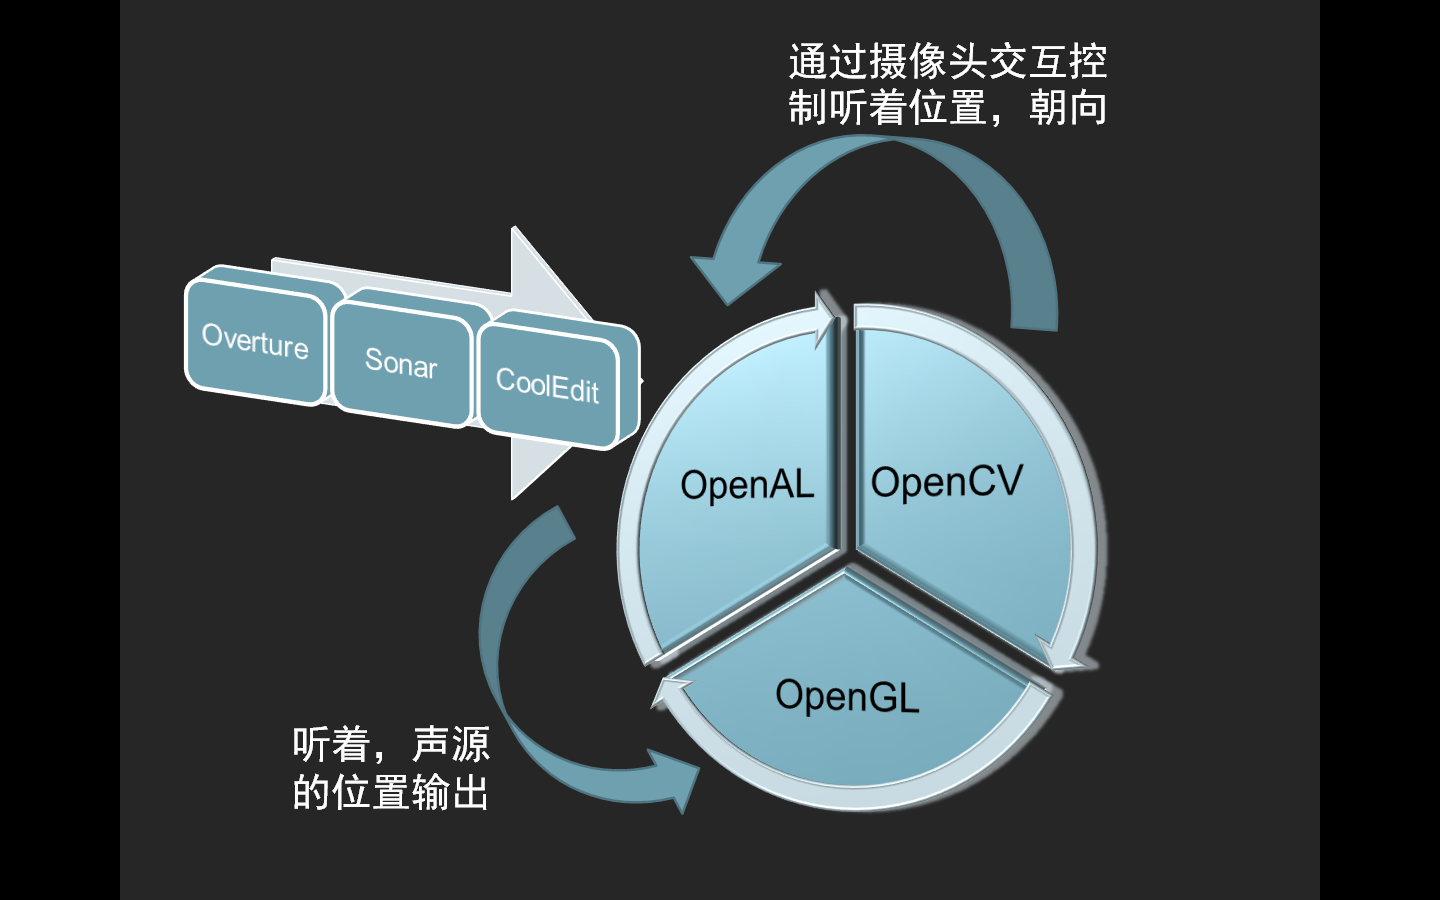 通过摄像头交互控
制听着位置，朝向
Overture
Sonar
CoolEdit
OpenAL
OpenCV
OpenGL
听着，声源
的位置输出